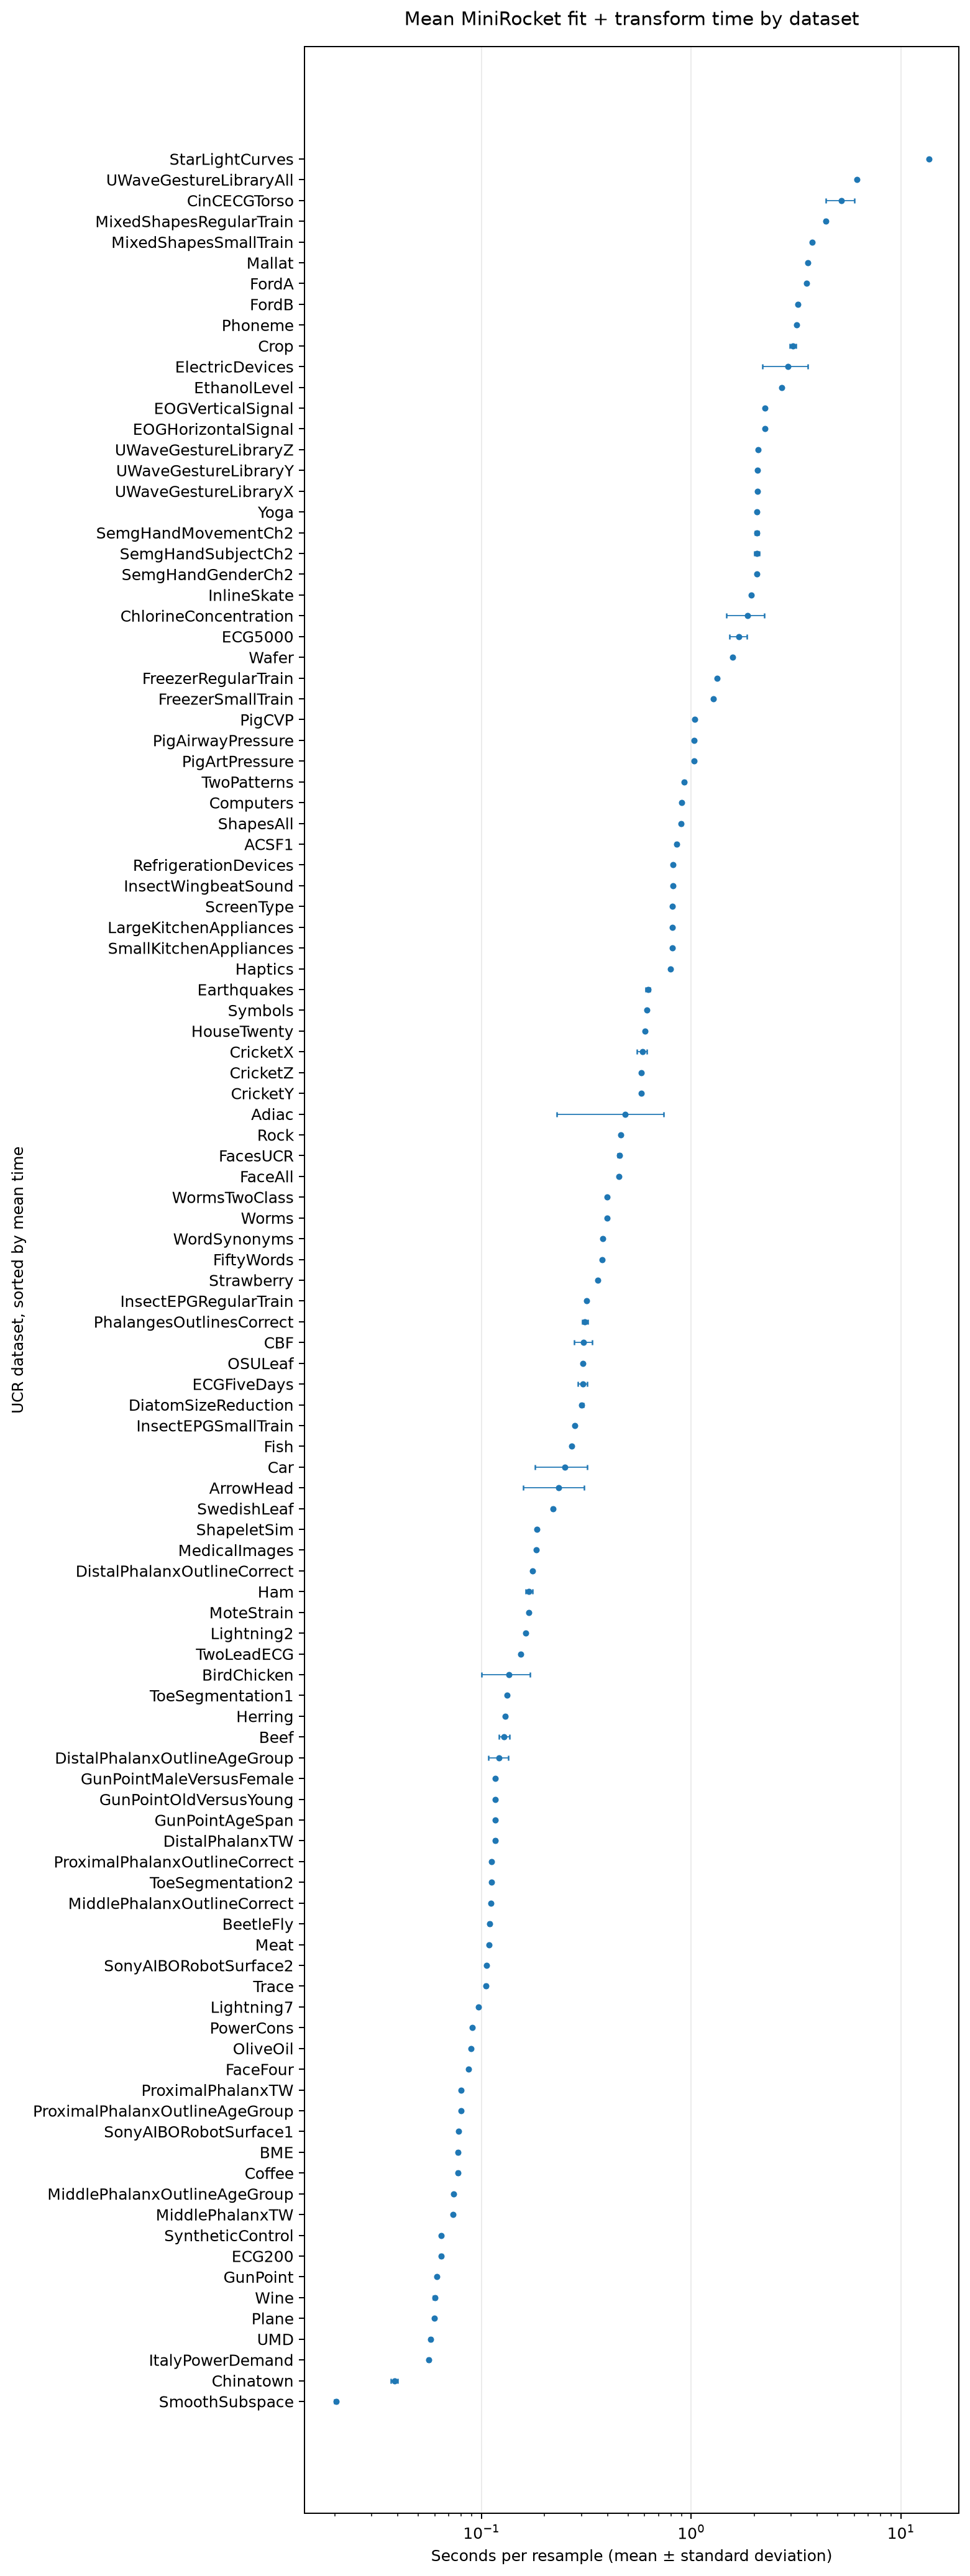 Mean MiniRocket fit + transform time by dataset
UCR dataset, sorted by mean time
StarLightCurves
UWaveGestureLibraryAll
CinCECGTorso
MixedShapesRegularTrain
MixedShapesSmallTrain
Mallat
FordA
FordB
Phoneme
Crop
ElectricDevices
EthanolLevel
EOGVerticalSignal
EOGHorizontalSignal
UWaveGestureLibraryZ
UWaveGestureLibraryY
UWaveGestureLibraryX
Yoga
SemgHandMovementCh2
SemgHandSubjectCh2
SemgHandGenderCh2
InlineSkate
ChlorineConcentration
ECG5000
Wafer
FreezerRegularTrain
FreezerSmallTrain
PigCVP
PigAirwayPressure
PigArtPressure
TwoPatterns
Computers
ShapesAll
ACSF1
RefrigerationDevices
InsectWingbeatSound
ScreenType
LargeKitchenAppliances
SmallKitchenAppliances
Haptics
Earthquakes
Symbols
HouseTwenty
CricketX
CricketZ
CricketY
Adiac
Rock
FacesUCR
FaceAll
WormsTwoClass
Worms
WordSynonyms
FiftyWords
Strawberry
InsectEPGRegularTrain
PhalangesOutlinesCorrect
CBF
OSULeaf
ECGFiveDays
DiatomSizeReduction
InsectEPGSmallTrain
Fish
Car
ArrowHead
SwedishLeaf
ShapeletSim
MedicalImages
DistalPhalanxOutlineCorrect
Ham
MoteStrain
Lightning2
TwoLeadECG
BirdChicken
ToeSegmentation1
Herring
Beef
DistalPhalanxOutlineAgeGroup
GunPointMaleVersusFemale
GunPointOldVersusYoung
GunPointAgeSpan
DistalPhalanxTW
ProximalPhalanxOutlineCorrect
ToeSegmentation2
MiddlePhalanxOutlineCorrect
BeetleFly
Meat
SonyAIBORobotSurface2
Trace
Lightning7
PowerCons
OliveOil
FaceFour
ProximalPhalanxTW
ProximalPhalanxOutlineAgeGroup
SonyAIBORobotSurface1
BME
Coffee
MiddlePhalanxOutlineAgeGroup
MiddlePhalanxTW
SyntheticControl
ECG200
GunPoint
Wine
Plane
UMD
ItalyPowerDemand
Chinatown
SmoothSubspace
10⁻¹ 10⁰ 10¹
Seconds per resample (mean ± standard deviation)